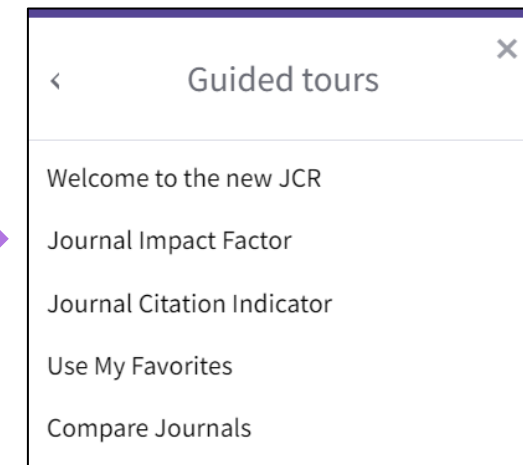 Guided tours
Welcome to the new JCR
Journal Impact Factor
Journal Citation Indicator
Use My Favorites
Compare Journals